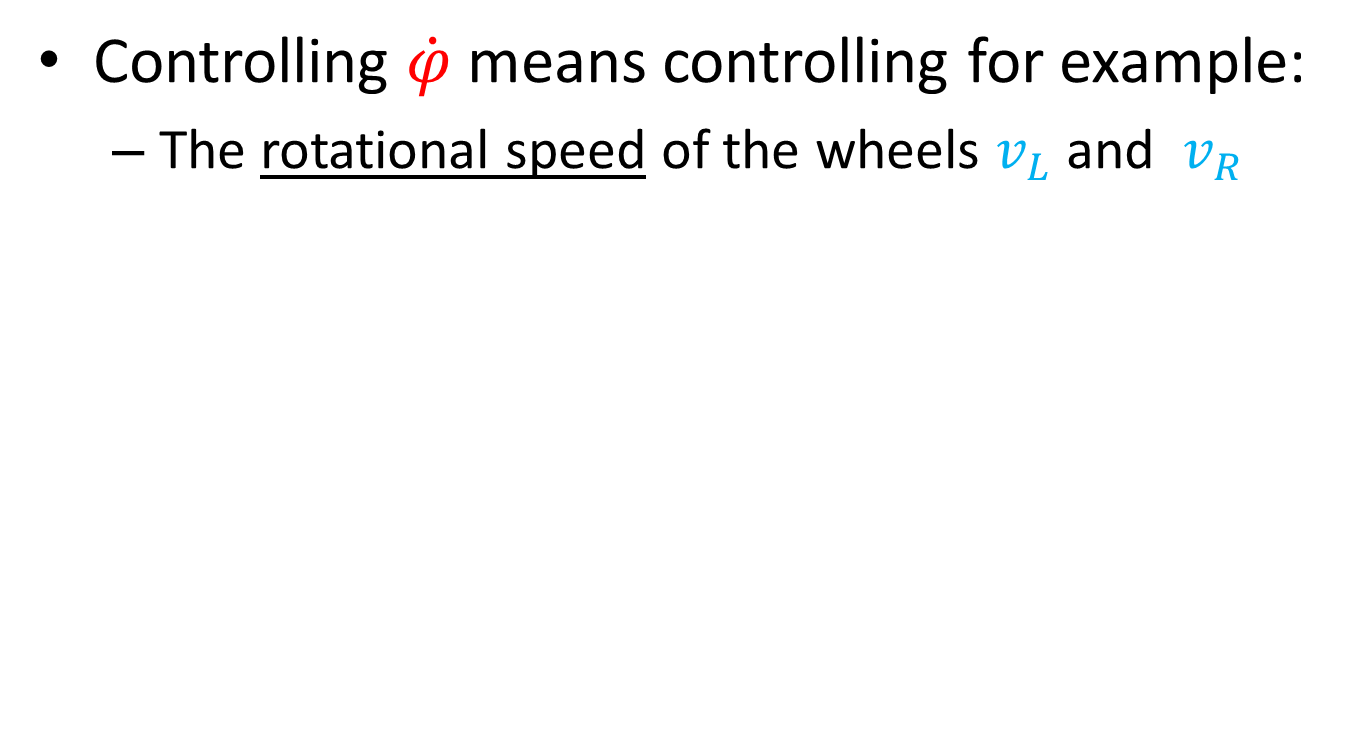 • Controlling φ̇ means controlling for example:
– The rotational speed of the wheels v_L and v_R